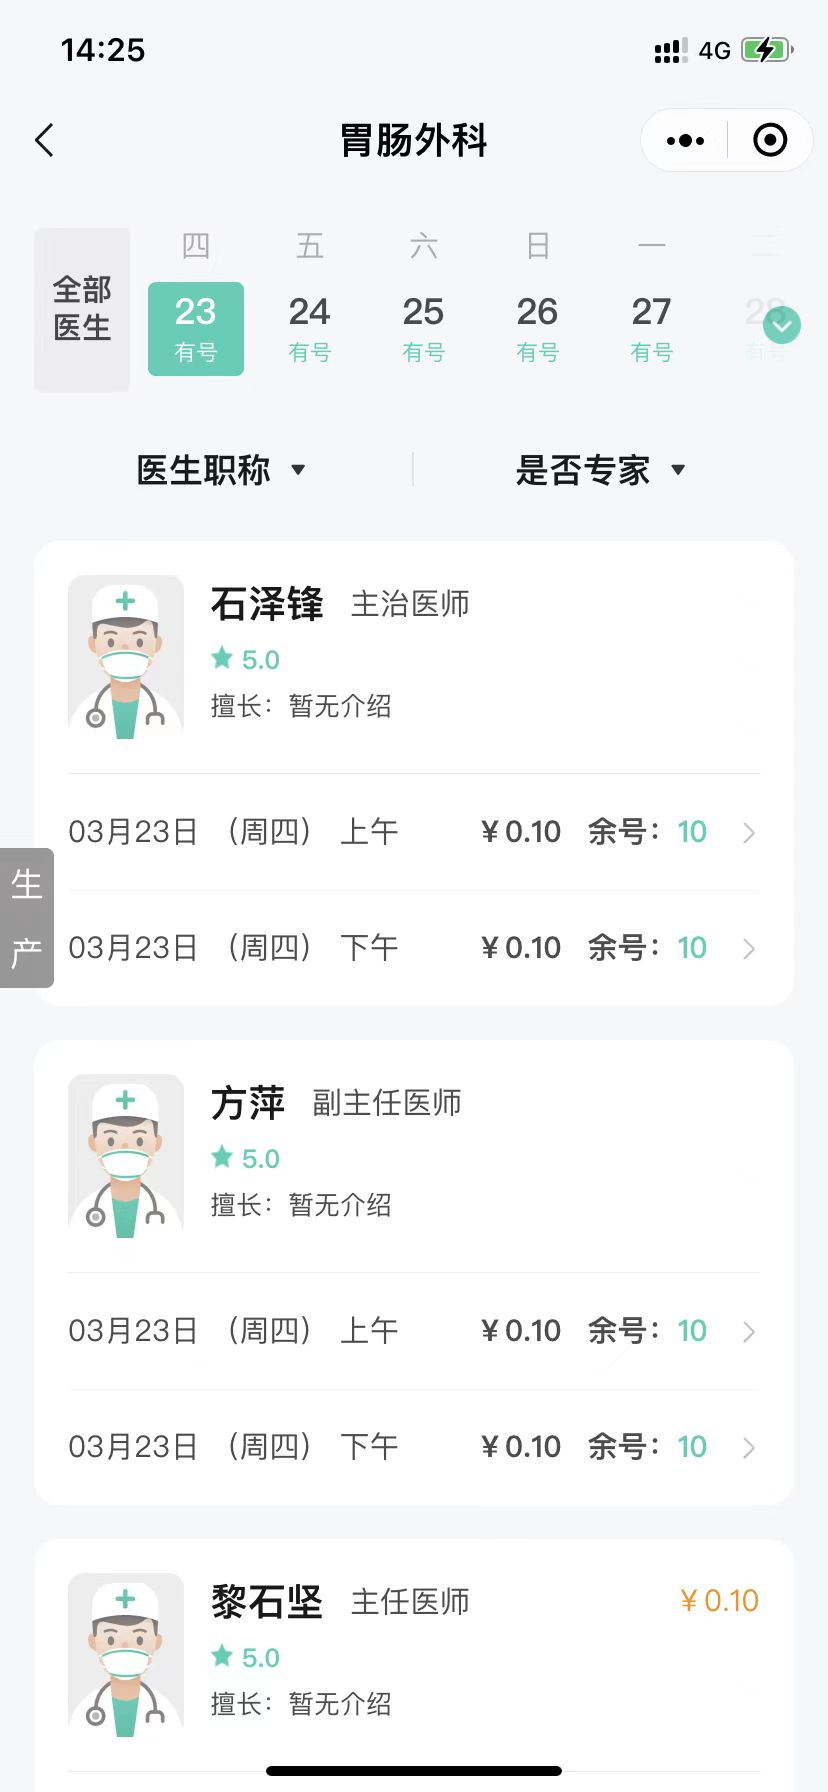 14:25
4G
胃肠外科
全部
医生
四 五 六 日 一 二
23 24 25 26 27 28
有号 有号 有号 有号 有号 有号
医生职称 是否专家
石泽锋 主治医师
5.0
擅长：暂无介绍
03月23日 （周四） 上午 ¥0.10 余号：10
生
产
03月23日 （周四） 下午 ¥0.10 余号：10
方萍 副主任医师
5.0
擅长：暂无介绍
03月23日 （周四） 上午 ¥0.10 余号：10
03月23日 （周四） 下午 ¥0.10 余号：10
黎石坚 主任医师 ¥0.10
5.0
擅长：暂无介绍